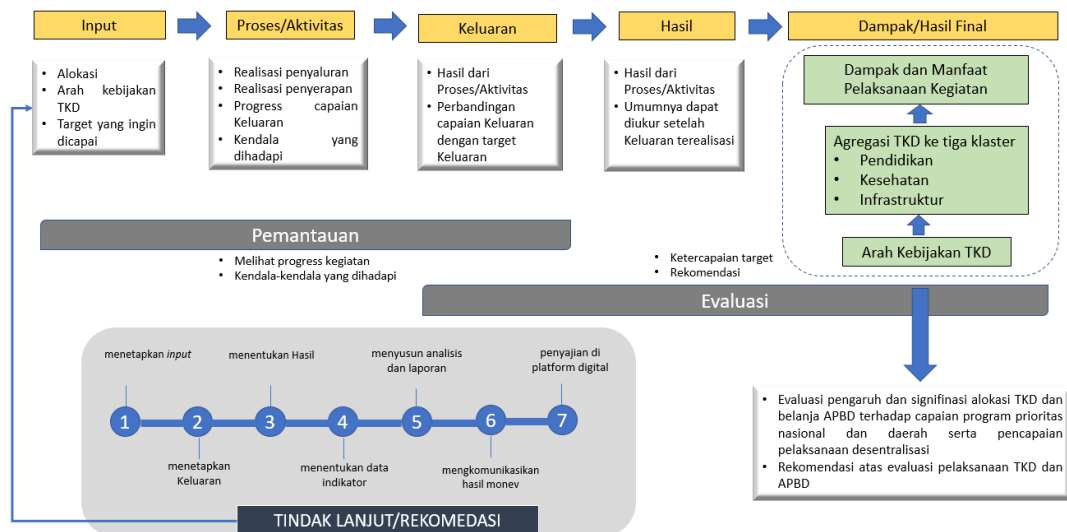 Input
Proses/Aktivitas
Keluaran
Hasil
Dampak/Hasil Final
• Alokasi
• Arah kebijakan
TKD
• Target yang ingin
dicapai
• Realisasi penyaluran
• Realisasi penyerapan
• Progress capaian
Keluaran
• Kendala yang
dihadapi
• Hasil dari
Proses/Aktivitas
• Perbandingan
capaian Keluaran
dengan target
Keluaran
• Hasil dari
Proses/Aktivitas
• Umumnya dapat
diukur setelah
Keluaran terealisasi
Dampak dan Manfaat
Pelaksanaan Kegiatan
Agregasi TKD ke tiga klaster
• Pendidikan
• Kesehatan
• Infrastruktur
Arah Kebijakan TKD
Pemantauan
• Melihat progress kegiatan
• Kendala-kendala yang dihadapi
• Ketercapaian target
• Rekomendasi
Evaluasi
menetapkan input
menentukan Hasil
menyusun analisis
dan laporan
penyajian di
platform digital
1
2
3
4
5
6
7
menetapkan
Keluaran
menentukan data
indikator
mengkomunikasikan
hasil monev
TINDAK LANJUT/REKOMEDASI
• Evaluasi pengaruh dan signifinasi alokasi TKD dan
belanja APBD terhadap capaian program prioritas
nasional dan daerah serta pencapaian
pelaksanaan desentralisasi
• Rekomendasi atas evaluasi pelaksanaan TKD dan
APBD